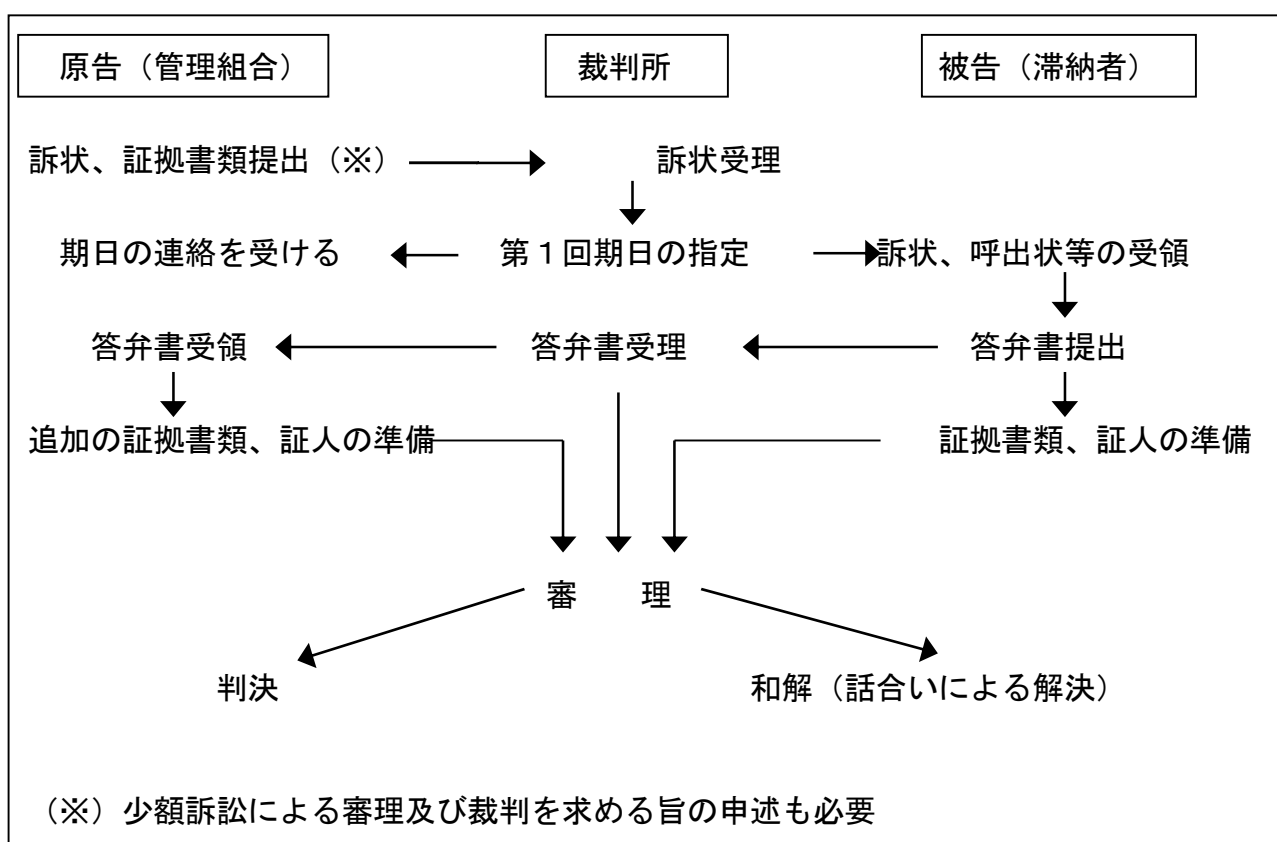 原告（管理組合） 裁判所 被告（滞納者）
訴状、証拠書類提出（※） 訴状受理
期日の連絡を受ける 第１回期日の指定 訴状、呼出状等の受領
答弁書受領 答弁書受理 答弁書提出
追加の証拠書類、証人の準備 証拠書類、証人の準備
審　理
判決 和解（話合いによる解決）
（※）少額訴訟による審理及び裁判を求める旨の申述も必要